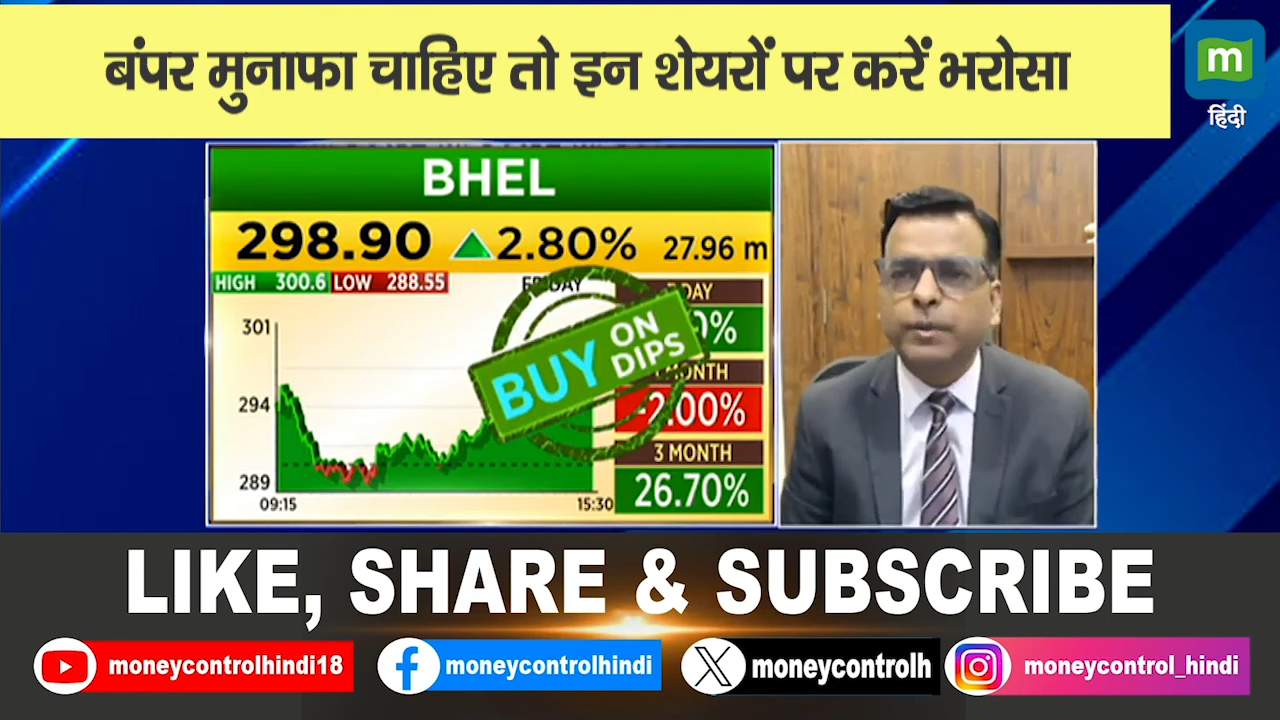 बंपर मुनाफा चाहिए तो इन शेयरों पर करें भरोसा
m
हिंदी
BHEL
298.90 2.80% 27.96 m
HIGH 300.6 LOW 288.55
301
294
289
09:15 15:30
BUY ON DIPS
DAY
MONTH
-2.00%
3 MONTH
26.70%
LIKE, SHARE & SUBSCRIBE
moneycontrolhindi18 moneycontrolhindi moneycontrolh moneycontrol_hindi